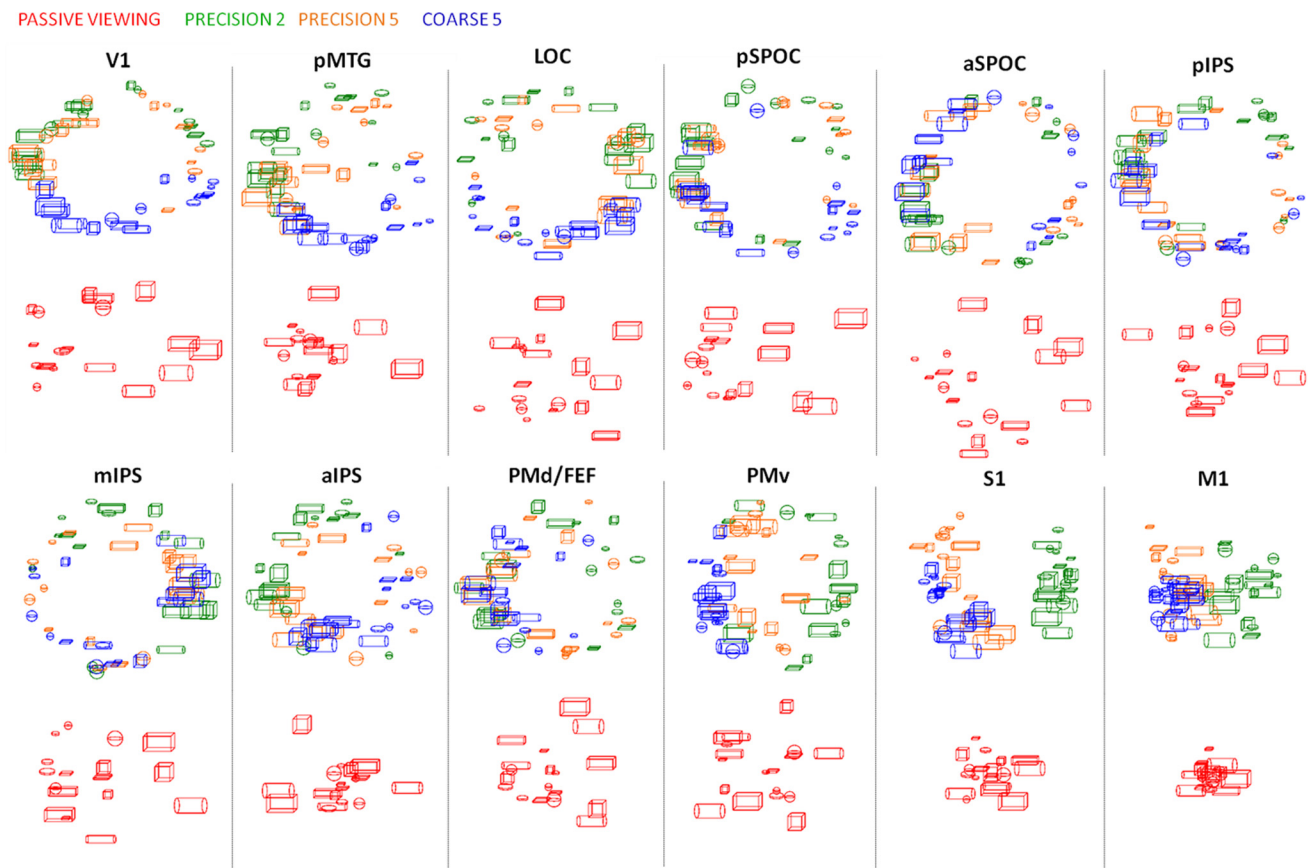 PASSIVE VIEWING PRECISION 2 PRECISION 5 COARSE 5
V1 pMTG LOC pSPOC aSPOC pIPS
mIPS aIPS PMd/FEF PMv S1 M1